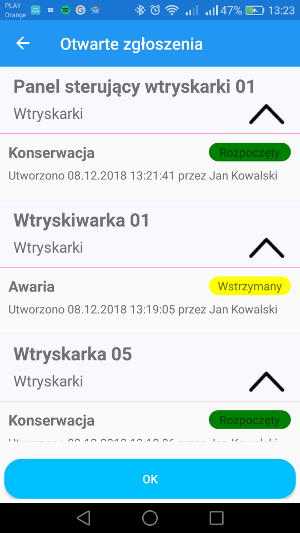 PLAY
Orange
47% 13:23
Otwarte zgłoszenia
Panel sterujący wtryskarki 01
Wtryskarki
Konserwacja
Rozpoczęty
Utworzono 08.12.2018 13:21:41 przez Jan Kowalski
Wtryskiwarka 01
Wtryskarki
Awaria
Wstrzymany
Utworzono 08.12.2018 13:19:05 przez Jan Kowalski
Wtryskarka 05
Wtryskarki
Konserwacja
Rozpoczęty
OK